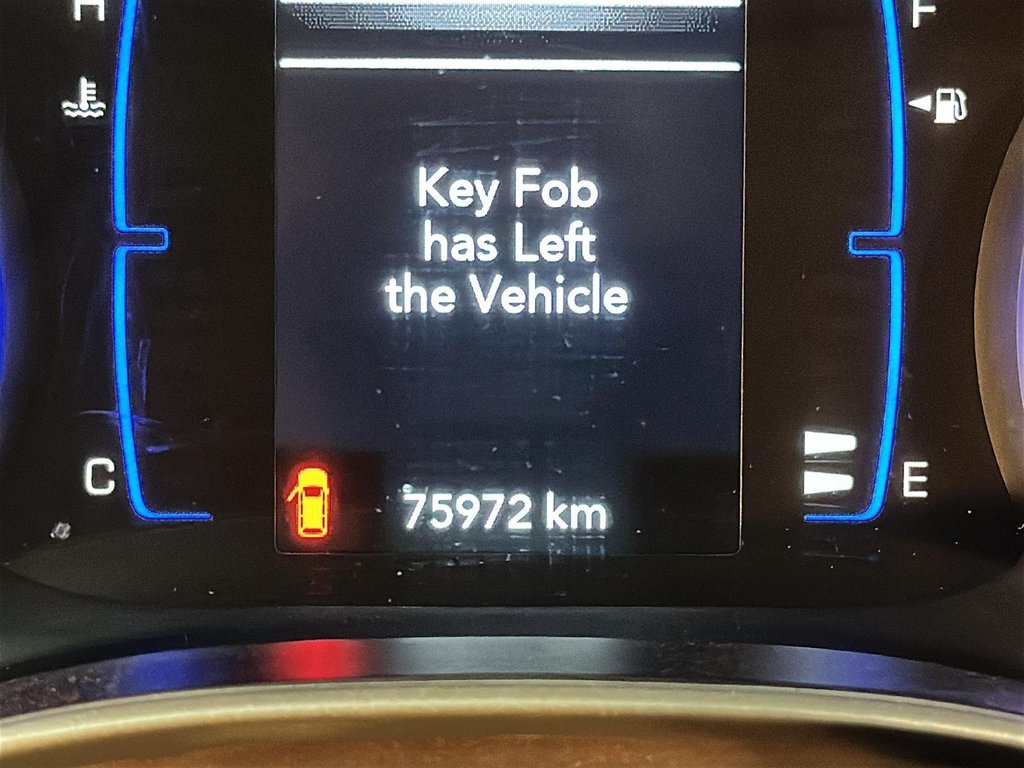 H
F
Key Fob
has Left
the Vehicle
C
E
75972 km